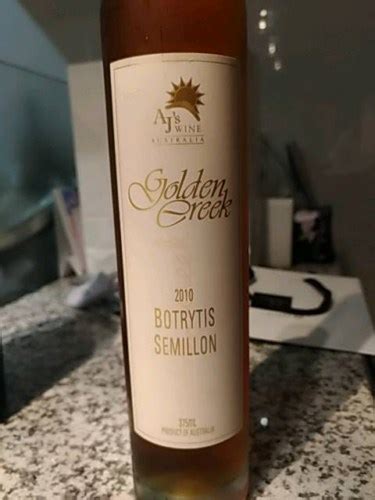 AJ's
WINE
AUSTRALIA
Golden
Creek
2010
BOTRYTIS
SEMILLON
375ML
PRODUCT OF AUSTRALIA